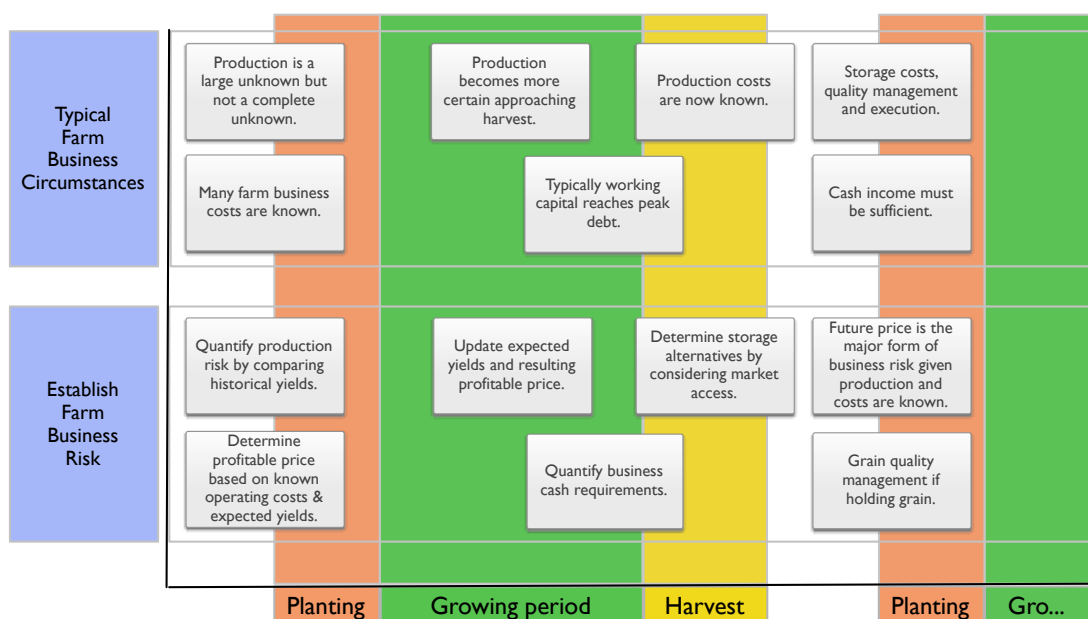 Typical
Farm
Business
Circumstances
Production is a
large unknown but
not a complete
unknown.
Production
becomes more
certain approaching
harvest.
Production costs
are now known.
Storage costs,
quality management
and execution.
Many farm business
costs are known.
Typically working
capital reaches peak
debt.
Cash income must
be sufficient.
Establish
Farm
Business
Risk
Quantify production
risk by comparing
historical yields.
Update expected
yields and resulting
profitable price.
Determine storage
alternatives by
considering market
access.
Future price is the
major form of
business risk given
production and
costs are known.
Determine
profitable price
based on known
operating costs &
expected yields.
Quantify business
cash requirements.
Grain quality
management if
holding grain.
Planting
Growing period
Harvest
Planting
Gro...